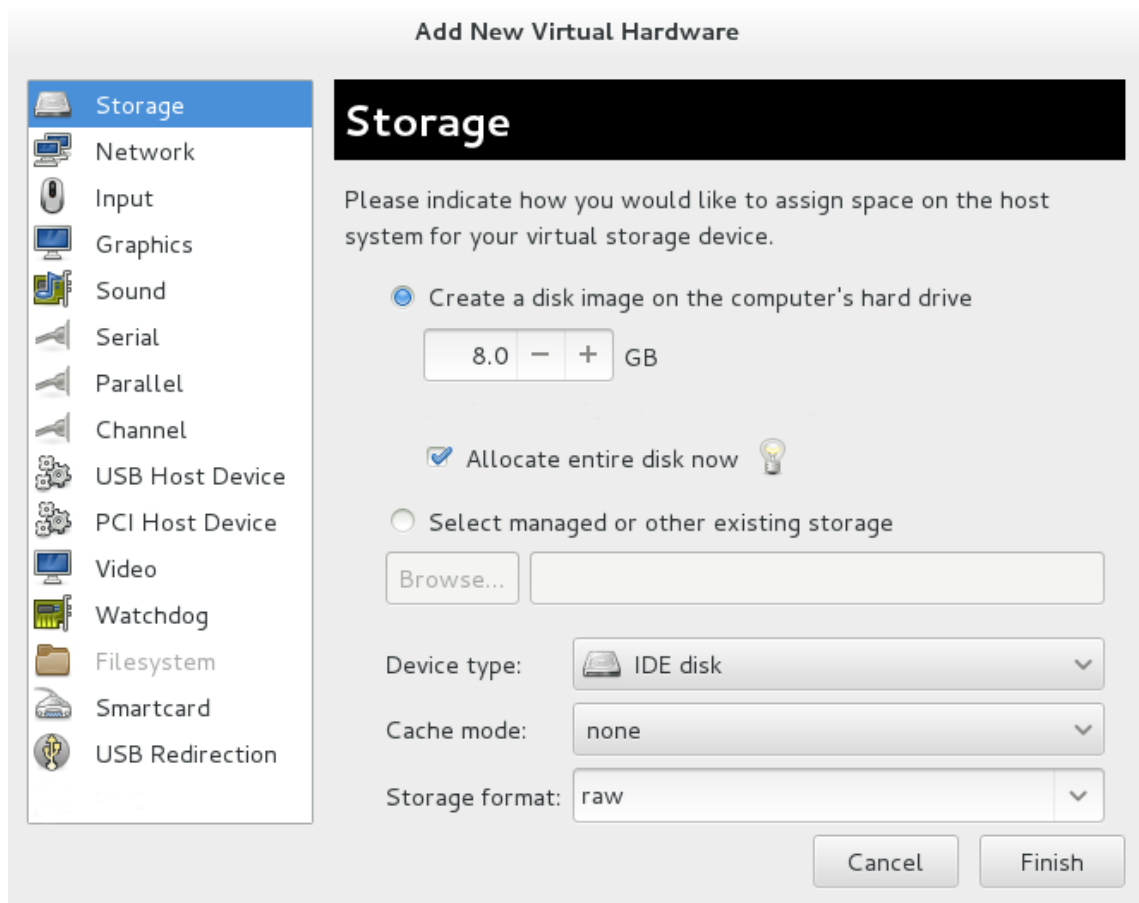 Add New Virtual Hardware
Storage
Network
Input
Graphics
Sound
Serial
Parallel
Channel
USB Host Device
PCI Host Device
Video
Watchdog
Filesystem
Smartcard
USB Redirection
Storage
Please indicate how you would like to assign space on the host
system for your virtual storage device.
Create a disk image on the computer's hard drive
8.0 − + GB
Allocate entire disk now
Select managed or other existing storage
Browse...
Device type: IDE disk
Cache mode: none
Storage format: raw
Cancel Finish